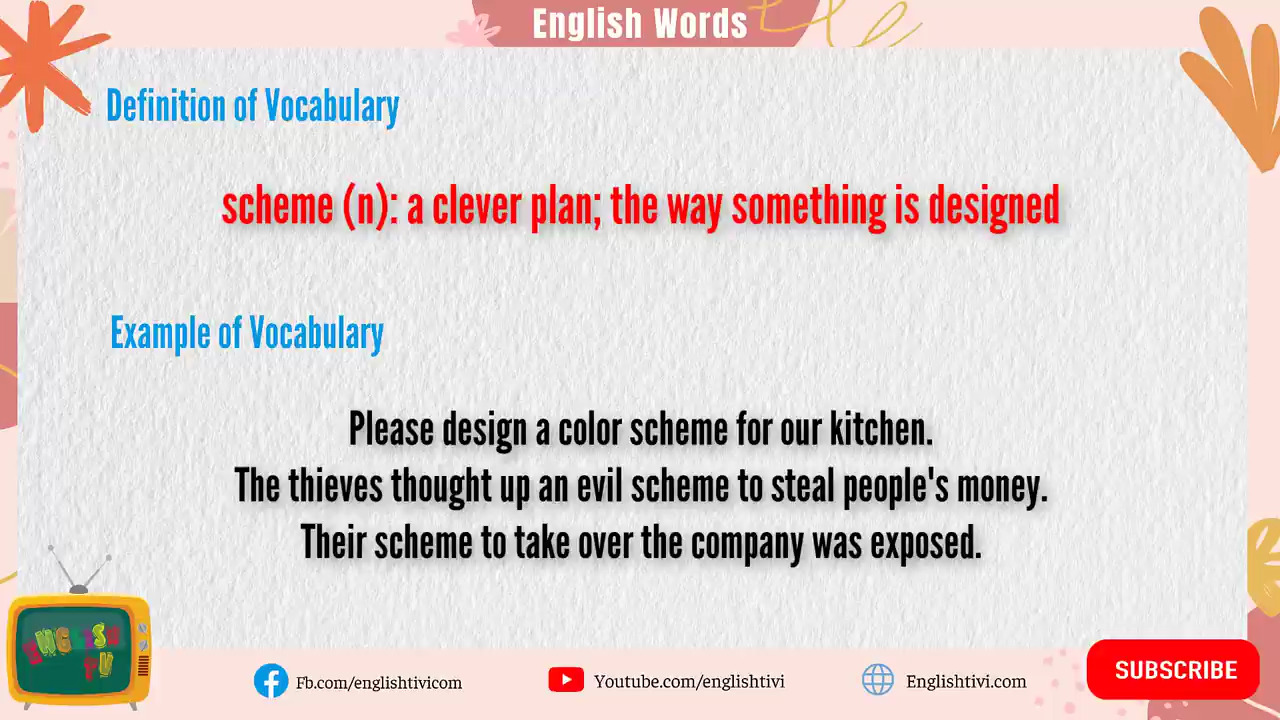 English Words
Definition of Vocabulary
scheme (n): a clever plan; the way something is designed
Example of Vocabulary
Please design a color scheme for our kitchen.
The thieves thought up an evil scheme to steal people's money.
Their scheme to take over the company was exposed.
ENGLISH
TV
Fb.com/englishtivicom
Youtube.com/englishtivi
Englishtivi.com
SUBSCRIBE